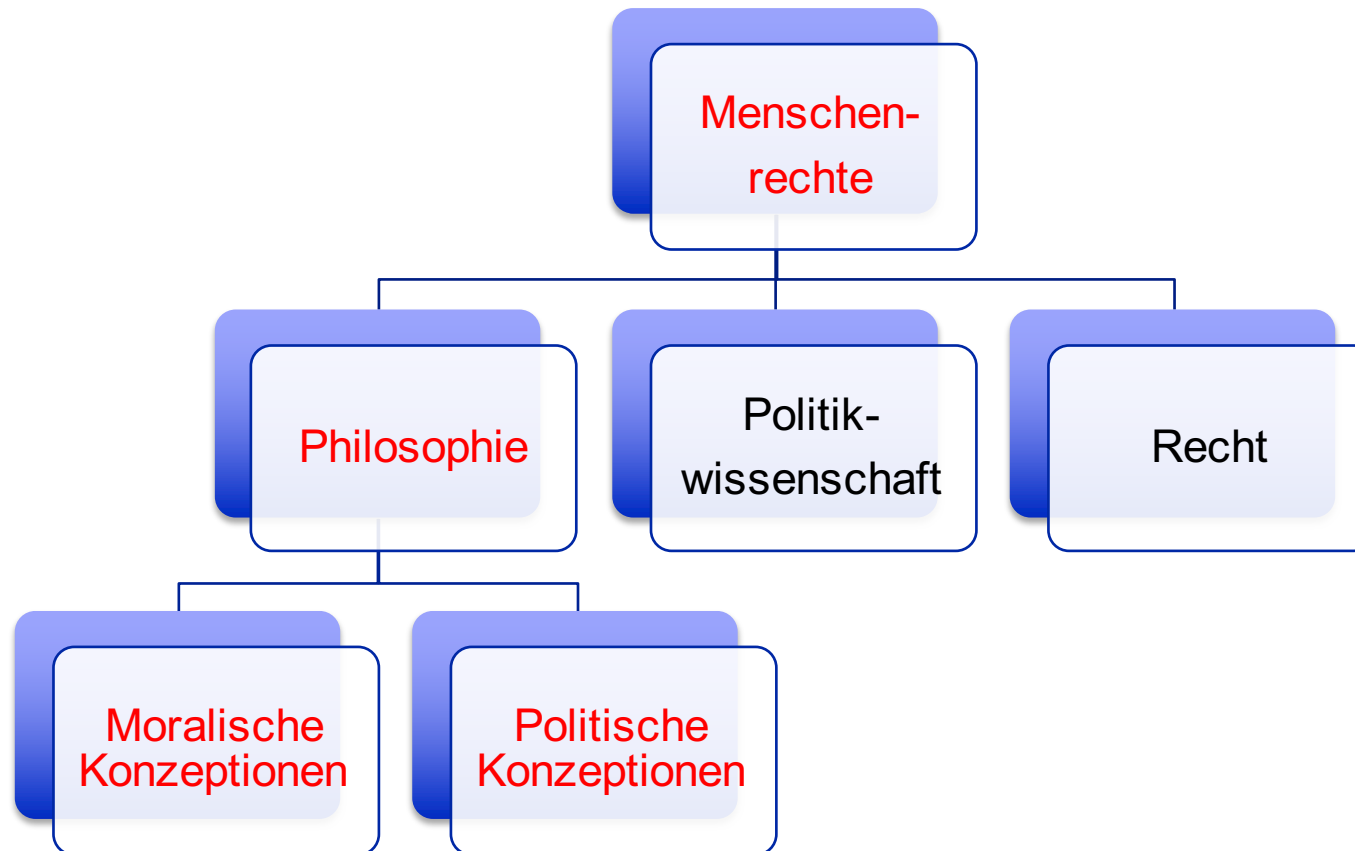 Menschen-
rechte
Philosophie
Politik-
wissenschaft
Recht
Moralische
Konzeptionen
Politische
Konzeptionen